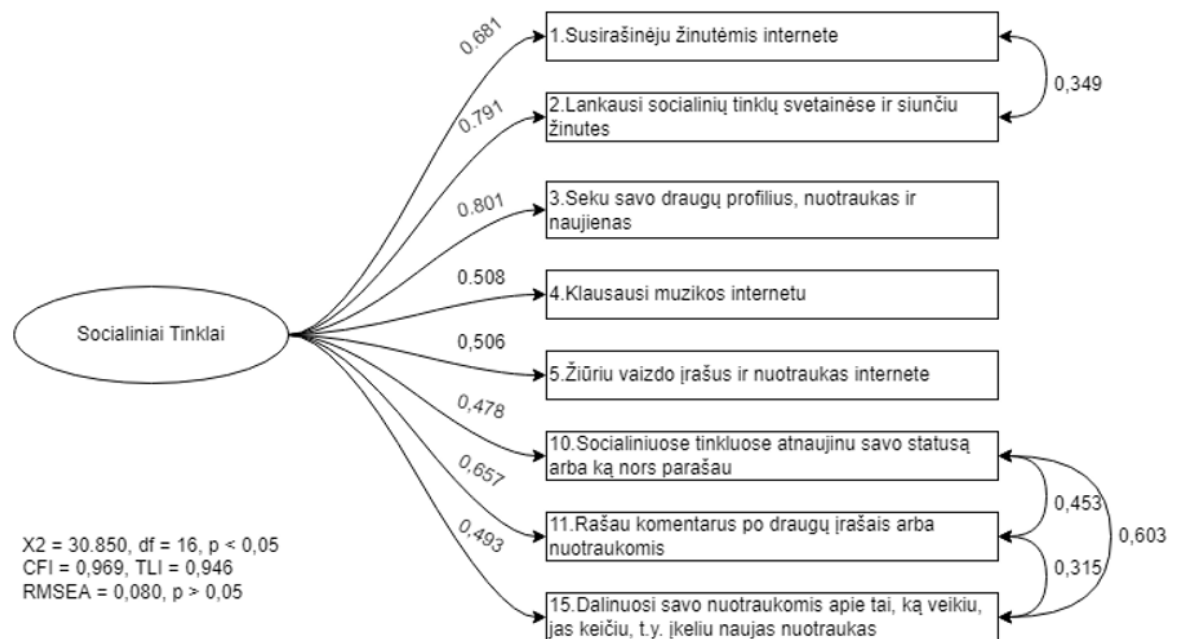 0.681
1.Susirašinėju žinutėmis internete
0,349
0.791
2.Lankausi socialinių tinklų svetainėse ir siunčiu
žinutes
0.801
3.Seku savo draugų profilius, nuotraukas ir
naujienas
0.508
4.Klausausi muzikos internetu
Socialiniai Tinklai
0,506
5.Žiūriu vaizdo įrašus ir nuotraukas internete
0,478
10.Socialiniuose tinkluose atnaujinu savo statusą
arba ką nors parašau
0,453
0,657
11.Rašau komentarus po draugų įrašais arba
nuotraukomis
0,603
0,315
0,493
15.Dalinuosi savo nuotraukomis apie tai, ką veikiu,
jas keičiu, t.y. įkeliu naujas nuotraukas
X2 = 30.850, df = 16, p < 0,05
CFI = 0,969, TLI = 0,946
RMSEA = 0,080, p > 0,05